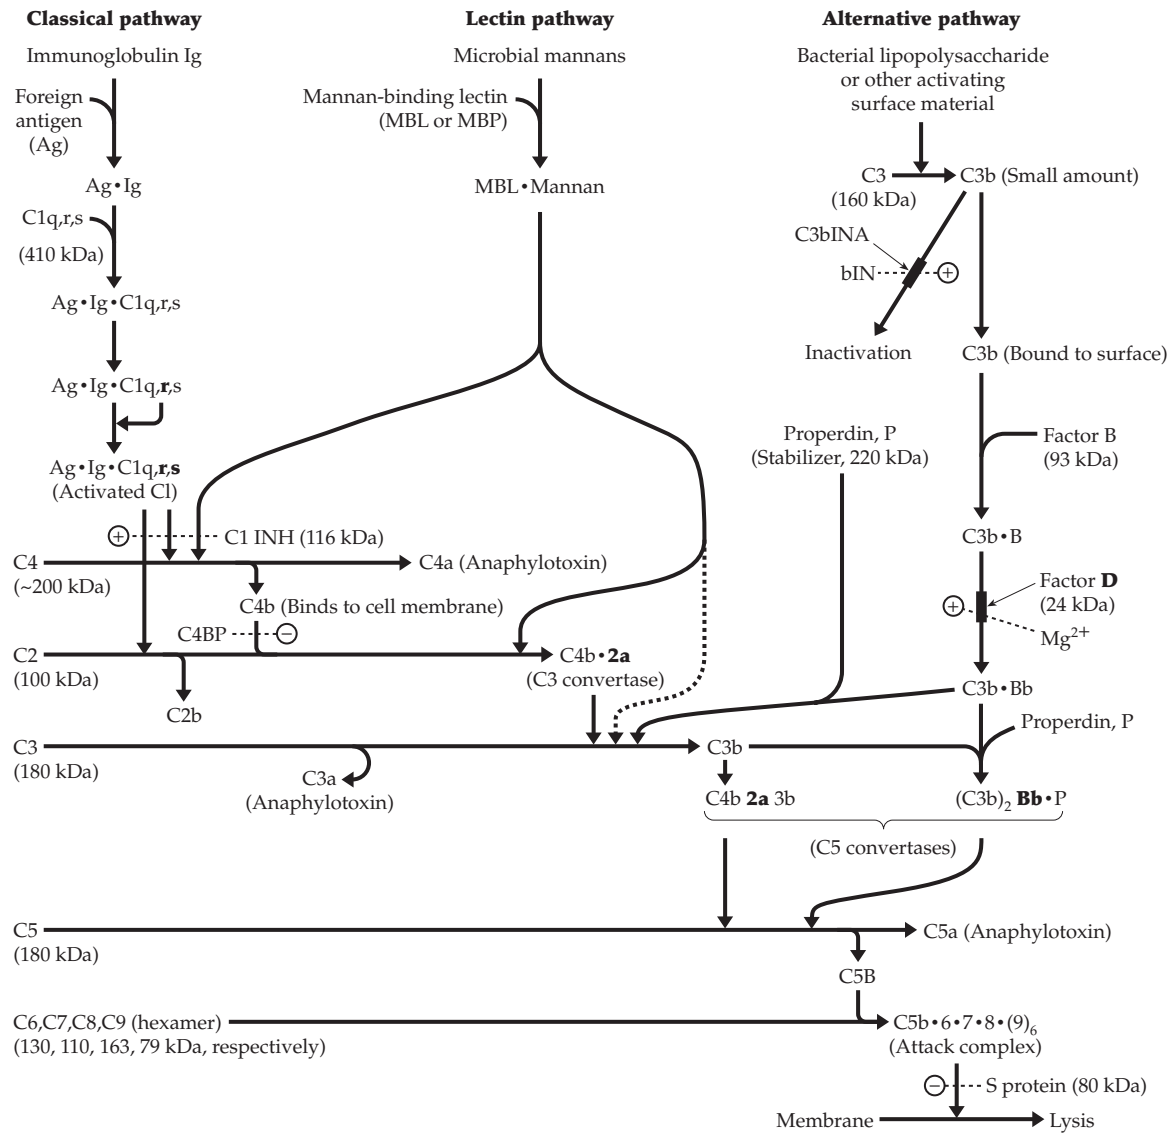 Classical pathway
Lectin pathway
Alternative pathway
Immunoglobulin Ig
Microbial mannans
Bacterial lipopolysaccharide
or other activating
surface material
Foreign
antigen
(Ag)
Mannan-binding lectin
(MBL or MBP)
Ag•Ig
MBL•Mannan
C3
(160 kDa)
C3b (Small amount)
C1q,r,s
(410 kDa)
C3bINA
bIN
+
Ag•Ig•C1q,r,s
Inactivation
C3b (Bound to surface)
Ag•Ig•C1q,r,s
Properdin, P
(Stabilizer, 220 kDa)
Factor B
(93 kDa)
Ag•Ig•C1q,r,s
(Activated Cl)
+
C1 INH (116 kDa)
C3b•B
C4
(~200 kDa)
C4a (Anaphylotoxin)
Factor D
(24 kDa)
+
Mg2+
C4b (Binds to cell membrane)
C4BP
−
C2
(100 kDa)
C4b•2a
(C3 convertase)
C3b•Bb
C2b
Properdin, P
C3
(180 kDa)
C3b
C3a
(Anaphylotoxin)
C4b 2a 3b
(C3b)2 Bb•P
(C5 convertases)
C5
(180 kDa)
C5a (Anaphylotoxin)
C5B
C6,C7,C8,C9 (hexamer)
(130, 110, 163, 79 kDa, respectively)
C5b•6•7•8•(9)6
(Attack complex)
−
S protein (80 kDa)
Membrane
Lysis